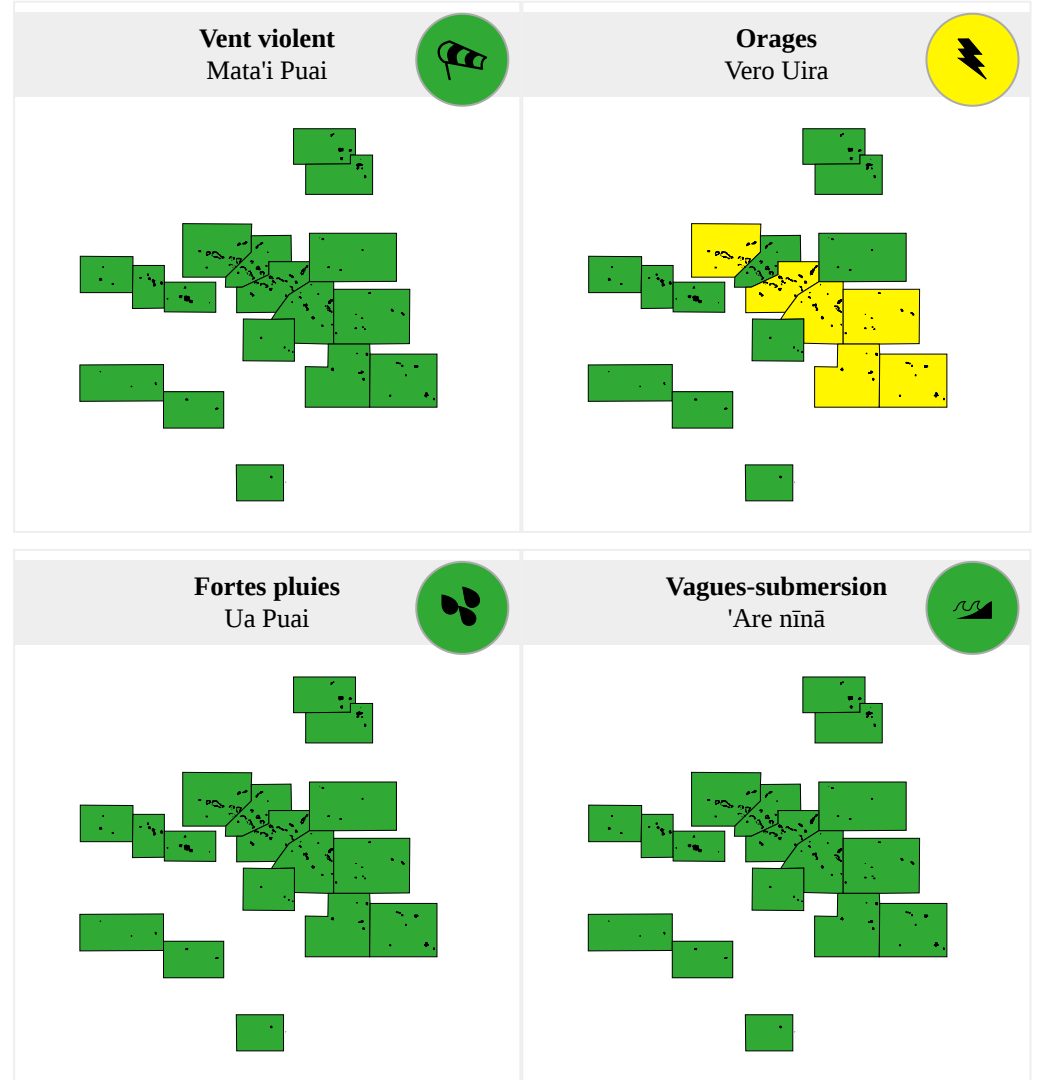 Vent violent
Mata'i Puai
Orages
Vero Uira
Fortes pluies
Ua Puai
Vagues-submersion
'Are nīnā